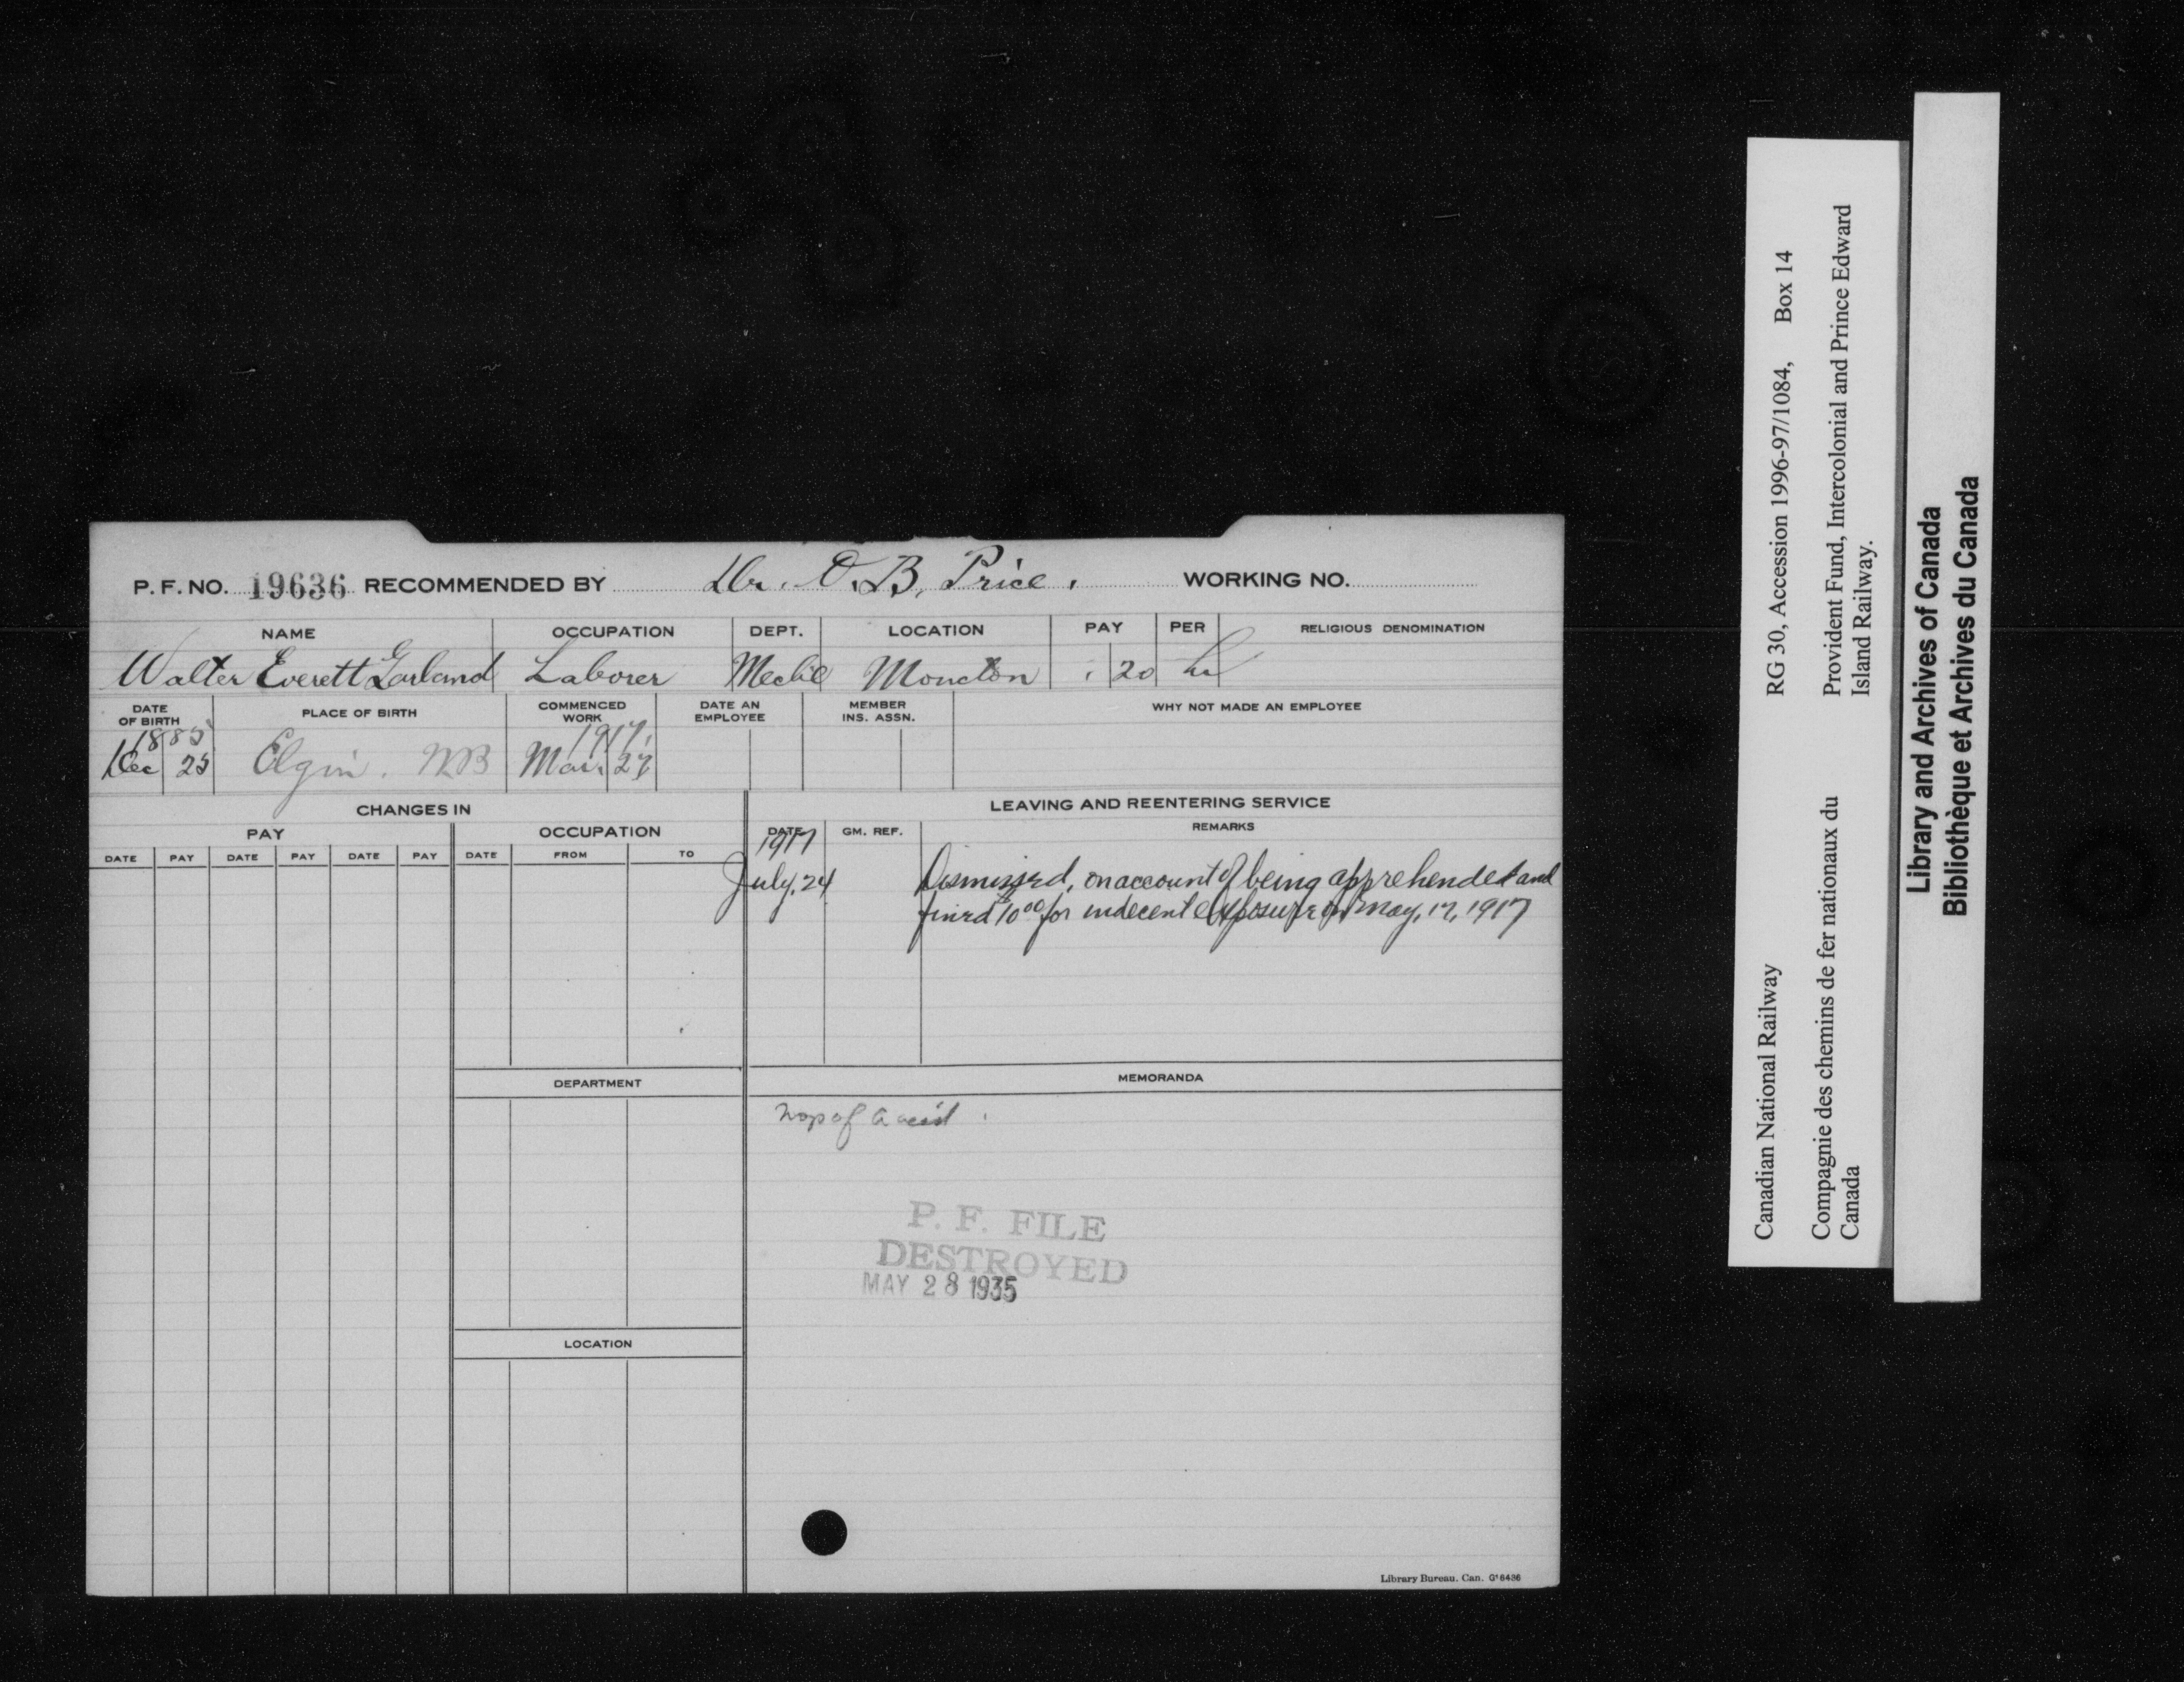 P. F. NO. 19636 RECOMMENDED BY Dr. O. B. Price. WORKING NO.
NAME OCCUPATION DEPT. LOCATION PAY PER RELIGIOUS DENOMINATION
Walter Everett Garland Laborer Mechl Moncton . 20 hr
DATE OF BIRTH PLACE OF BIRTH COMMENCED WORK DATE AN EMPLOYEE MEMBER INS. ASSN. WHY NOT MADE AN EMPLOYEE
1885 1917
Dec 25 Elgin. NB Mar. 27
CHANGES IN LEAVING AND REENTERING SERVICE
PAY OCCUPATION DATE GM. REF. REMARKS
DATE PAY DATE PAY DATE PAY DATE FROM TO
1917
July, 24 Dismissed, on account of being apprehended and
fined 10 00 for indecent exposure on May, 17, 1917
DEPARTMENT MEMORANDA
P. F. FILE
DESTROYED
MAY 28 1935
LOCATION
Library Bureau. Can. G'6436
Canadian National Railway RG 30, Accession 1996-97/1084, Box 14
Compagnie des chemins de fer nationaux du Canada
Provident Fund, Intercolonial and Prince Edward Island Railway.
Library and Archives of Canada
Bibliothèque et Archives du Canada